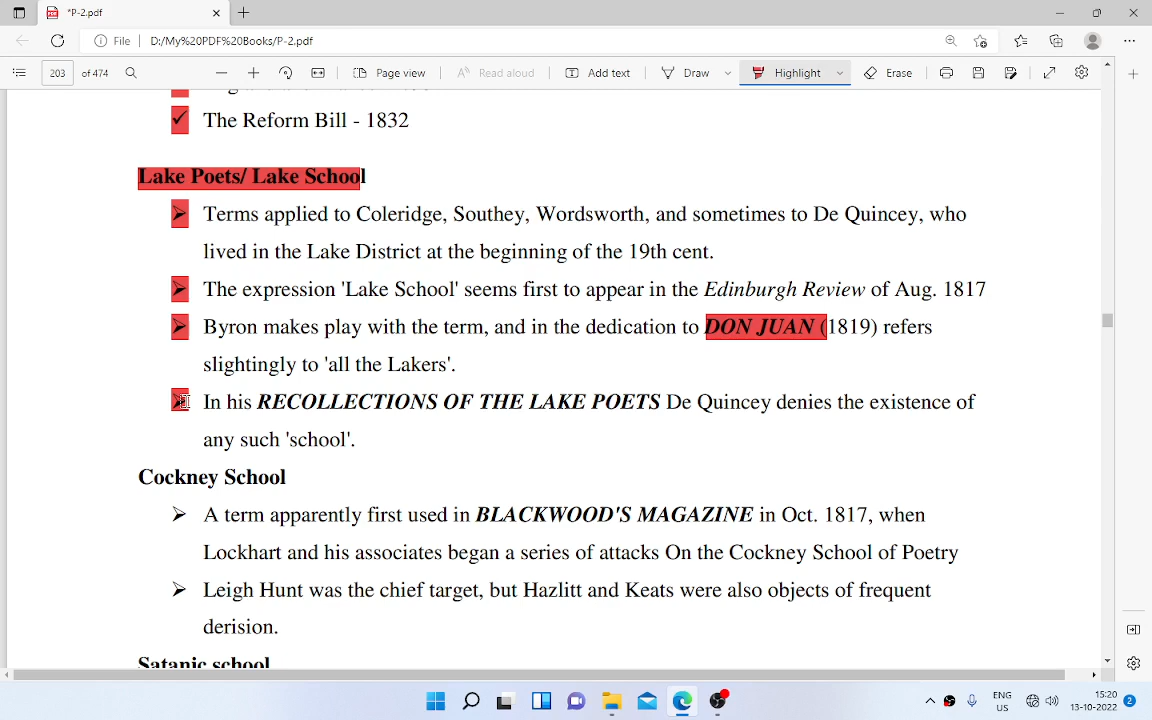 *P-2.pdf
File D:/My%20PDF%20Books/P-2.pdf
203 of 474 Page view Read aloud Add text Draw Highlight Erase
The Reform Bill - 1832
Lake Poets/ Lake School
Terms applied to Coleridge, Southey, Wordsworth, and sometimes to De Quincey, who
lived in the Lake District at the beginning of the 19th cent.
The expression 'Lake School' seems first to appear in the Edinburgh Review of Aug. 1817
Byron makes play with the term, and in the dedication to DON JUAN (1819) refers
slightingly to 'all the Lakers'.
In his RECOLLECTIONS OF THE LAKE POETS De Quincey denies the existence of
any such 'school'.
Cockney School
A term apparently first used in BLACKWOOD'S MAGAZINE in Oct. 1817, when
Lockhart and his associates began a series of attacks On the Cockney School of Poetry
Leigh Hunt was the chief target, but Hazlitt and Keats were also objects of frequent
derision.
Satanic school
ENG 15:20
US 13-10-2022 2